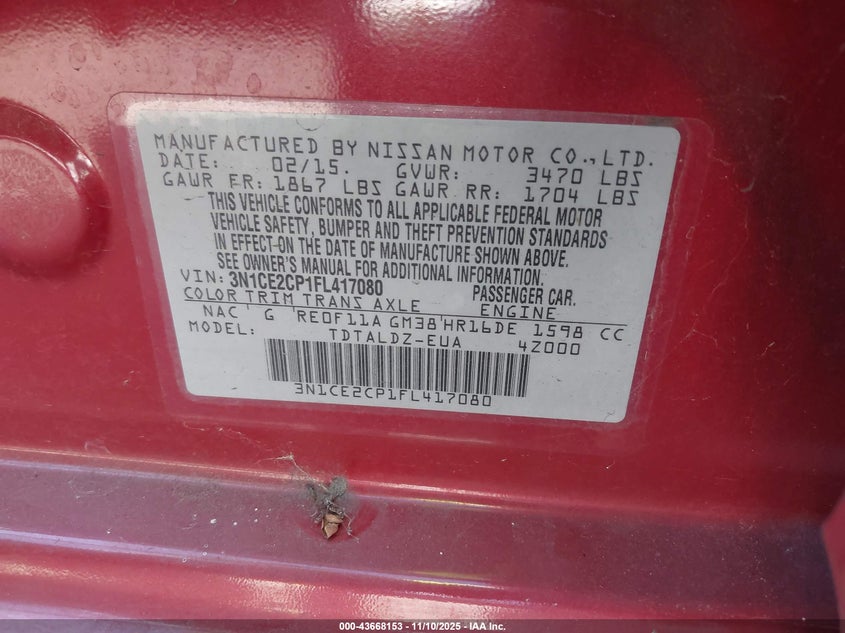 MANUFACTURED BY NISSAN MOTOR CO.,LTD.
DATE: 02/15. GVWR: 3470 LBS
GAWR FR: 1867 LBS GAWR RR: 1704 LBS
THIS VEHICLE CONFORMS TO ALL APPLICABLE FEDERAL MOTOR
VEHICLE SAFETY, BUMPER AND THEFT PREVENTION STANDARDS
IN EFFECT ON THE DATE OF MANUFACTURE SHOWN ABOVE.
SEE OWNER'S MANUAL FOR ADDITIONAL INFORMATION.
VIN: 3N1CE2CP1FL417080 PASSENGER CAR.
COLOR TRIM TRANS AXLE ENGINE
NAC G RE0F11A GM38 HR16DE 1598 CC
MODEL: TDTALDZ-EUA 4Z000
3N1CE2CP1FL417080
000-43668153 — 11/10/2025 — IAA Inc.